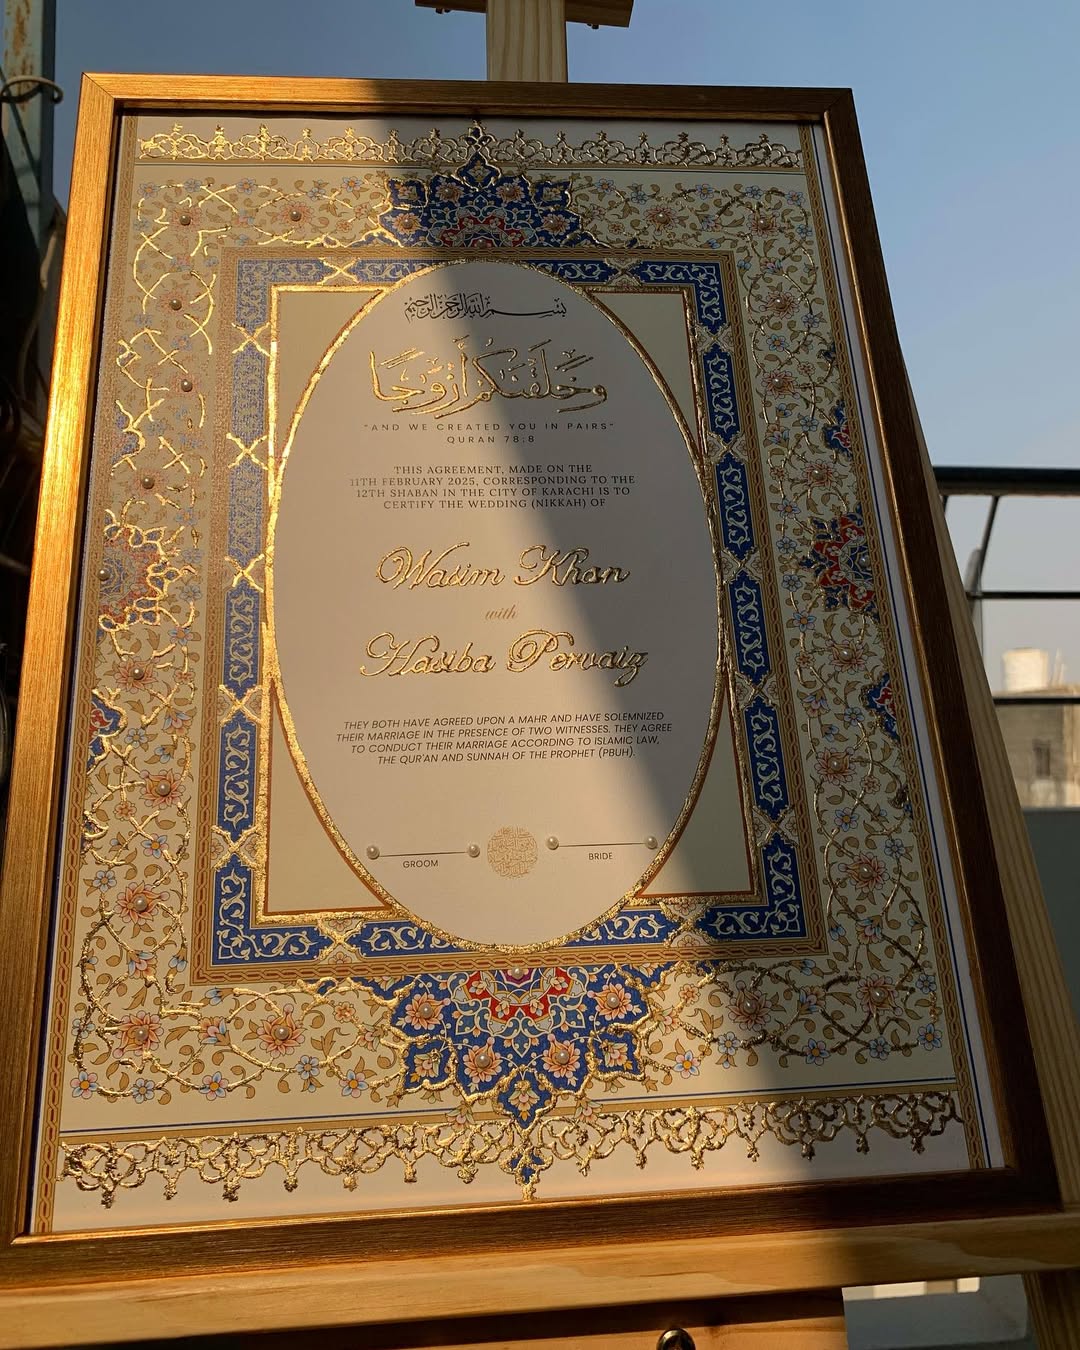 بسم الله الرحمن الرحيم
وخلقنكم أزوجا
"AND WE CREATED YOU IN PAIRS"
QURAN 78:8
THIS AGREEMENT, MADE ON THE
11TH FEBRUARY 2025, CORRESPONDING TO THE
12TH SHABAN IN THE CITY OF KARACHI IS TO
CERTIFY THE WEDDING (NIKKAH) OF
Wasim Khan
with
Hasiba Pervaiz
THEY BOTH HAVE AGREED UPON A MAHR AND HAVE SOLEMNIZED
THEIR MARRIAGE IN THE PRESENCE OF TWO WITNESSES. THEY AGREE
TO CONDUCT THEIR MARRIAGE ACCORDING TO ISLAMIC LAW,
THE QUR'AN AND SUNNAH OF THE PROPHET (PBUH).
GROOM
BRIDE